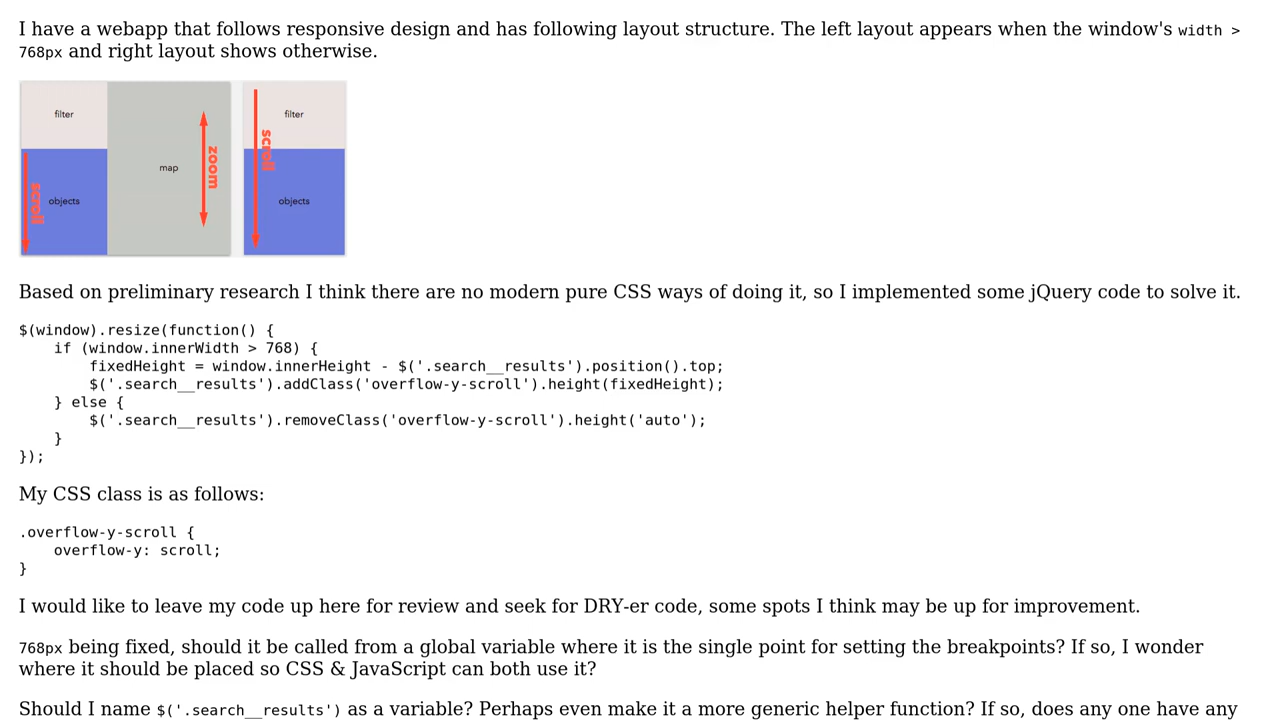 I have a webapp that follows responsive design and has following layout structure. The left layout appears when the window's width >
768px and right layout shows otherwise.
filter
filter
scroll
zoom
map
scroll
objects
objects
Based on preliminary research I think there are no modern pure CSS ways of doing it, so I implemented some jQuery code to solve it.
$(window).resize(function() {
    if (window.innerWidth > 768) {
        fixedHeight = window.innerHeight - $('.search__results').position().top;
        $('.search__results').addClass('overflow-y-scroll').height(fixedHeight);
    } else {
        $('.search__results').removeClass('overflow-y-scroll').height('auto');
    }
});
My CSS class is as follows:
.overflow-y-scroll {
    overflow-y: scroll;
}
I would like to leave my code up here for review and seek for DRY-er code, some spots I think may be up for improvement.
768px being fixed, should it be called from a global variable where it is the single point for setting the breakpoints? If so, I wonder
where it should be placed so CSS & JavaScript can both use it?
Should I name $('.search__results') as a variable? Perhaps even make it a more generic helper function? If so, does any one have any